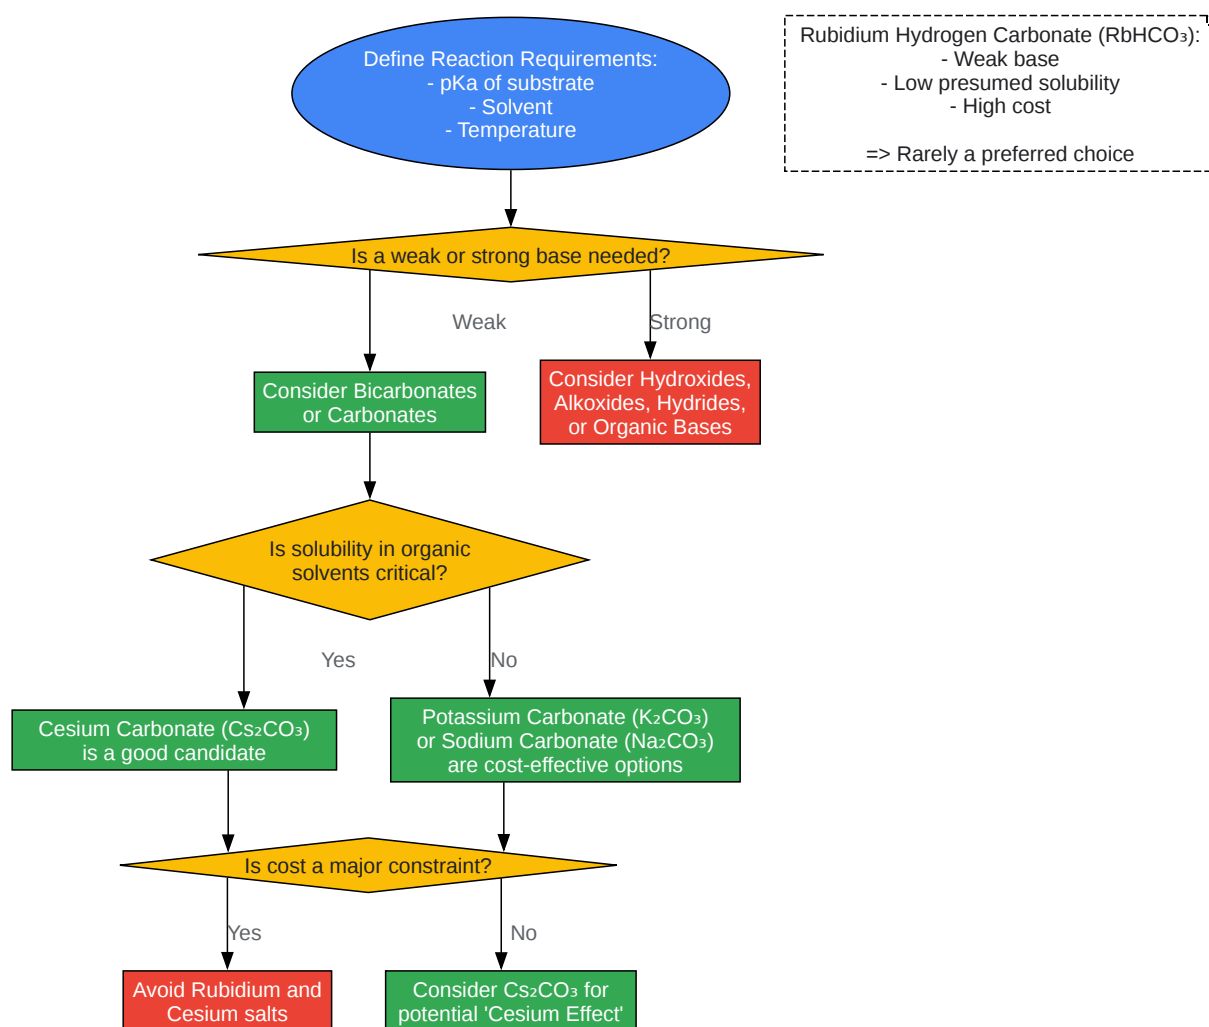 Define Reaction Requirements:
- pKa of substrate
- Solvent
- Temperature
Rubidium Hydrogen Carbonate (RbHCO₃):
- Weak base
- Low presumed solubility
- High cost
=> Rarely a preferred choice
Is a weak or strong base needed?
Weak
Strong
Consider Bicarbonates
or Carbonates
Consider Hydroxides,
Alkoxides, Hydrides,
or Organic Bases
Is solubility in organic
solvents critical?
Yes
No
Cesium Carbonate (Cs₂CO₃)
is a good candidate
Potassium Carbonate (K₂CO₃)
or Sodium Carbonate (Na₂CO₃)
are cost-effective options
Is cost a major constraint?
Yes
No
Avoid Rubidium and
Cesium salts
Consider Cs₂CO₃ for
potential 'Cesium Effect'